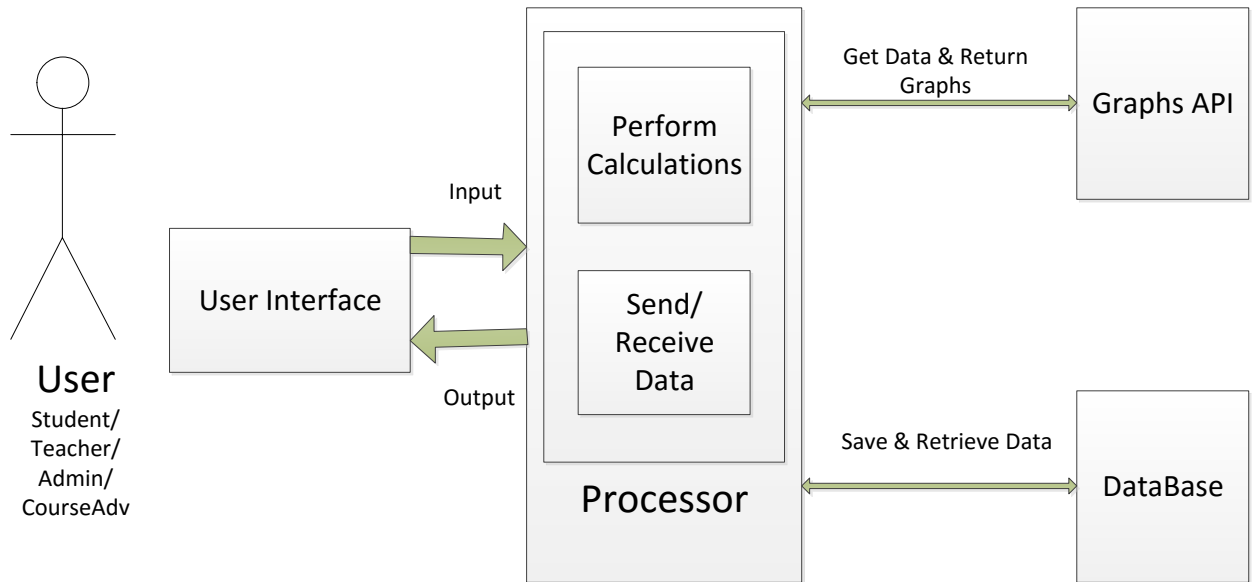 User
Student/
Teacher/
Admin/
CourseAdv
User Interface
Input
Output
Perform
Calculations
Send/
Receive
Data
Processor
Get Data & Return
Graphs
Graphs API
Save & Retrieve Data
DataBase